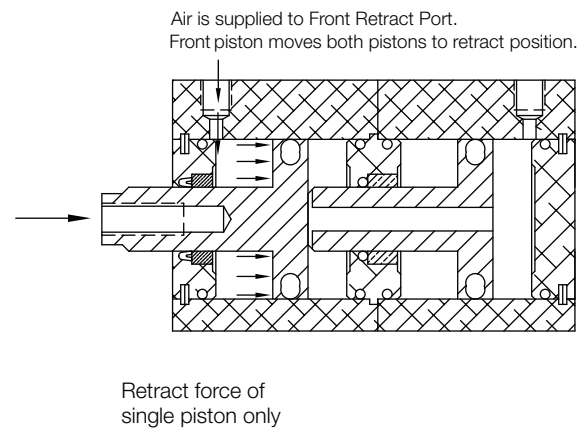 Air is supplied to Front Retract Port.
Front piston moves both pistons to retract position.
Retract force of
single piston only